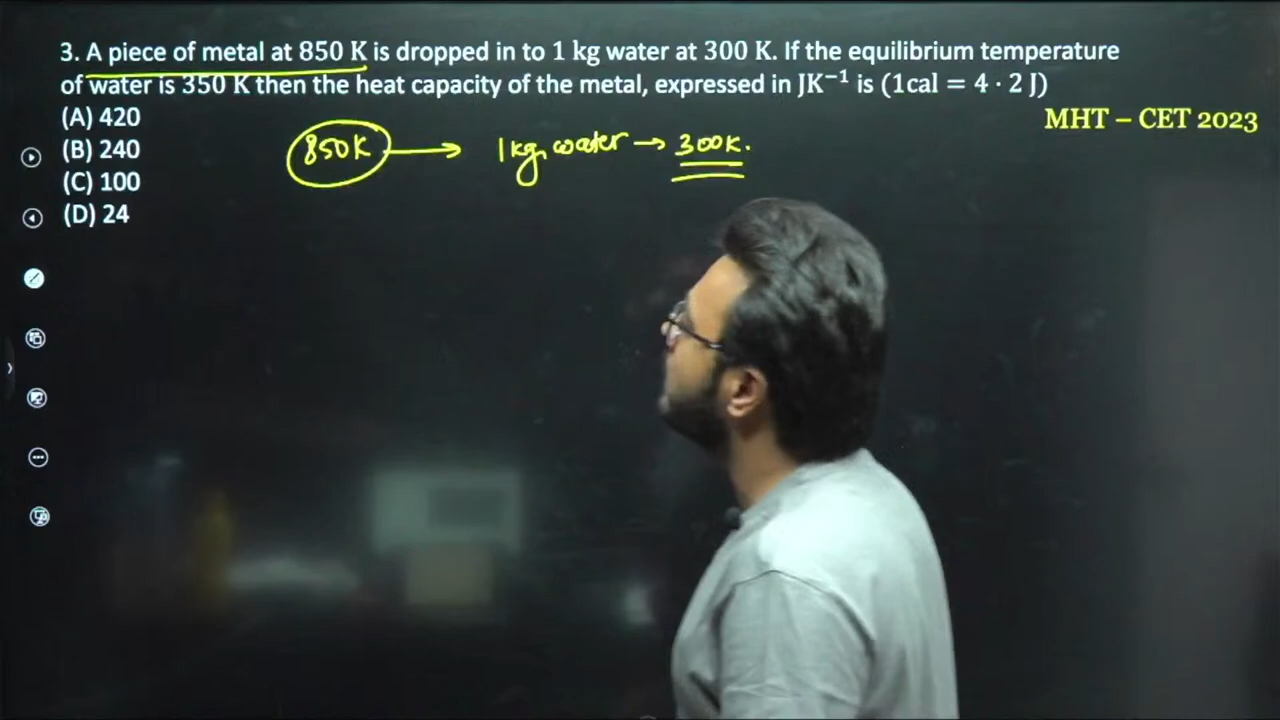 3. A piece of metal at 850 K is dropped in to 1 kg water at 300 K. If the equilibrium temperature
of water is 350 K then the heat capacity of the metal, expressed in JK⁻¹ is (1cal = 4 · 2 J)
(A) 420
MHT – CET 2023
(B) 240
850K → 1kg, water → 300K.
(C) 100
(D) 24